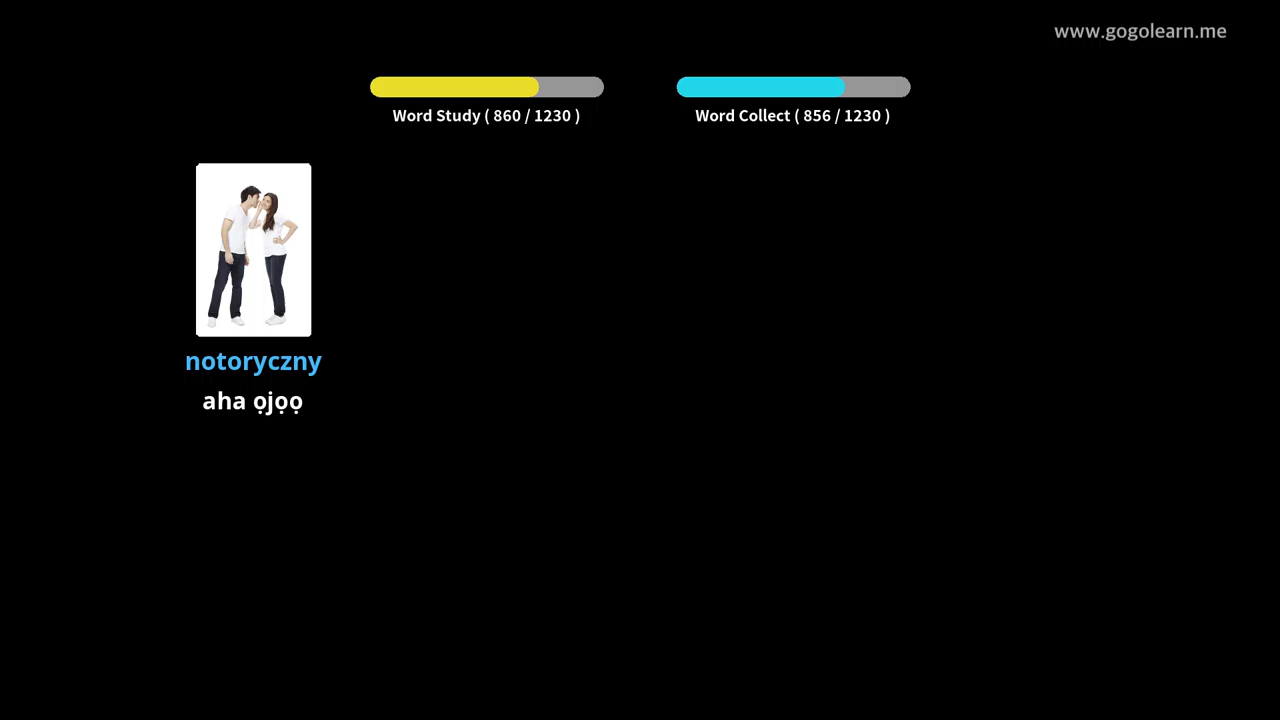 www.gogolearn.me
Word Study ( 860 / 1230 )
Word Collect ( 856 / 1230 )
notoryczny
aha ọjọọ